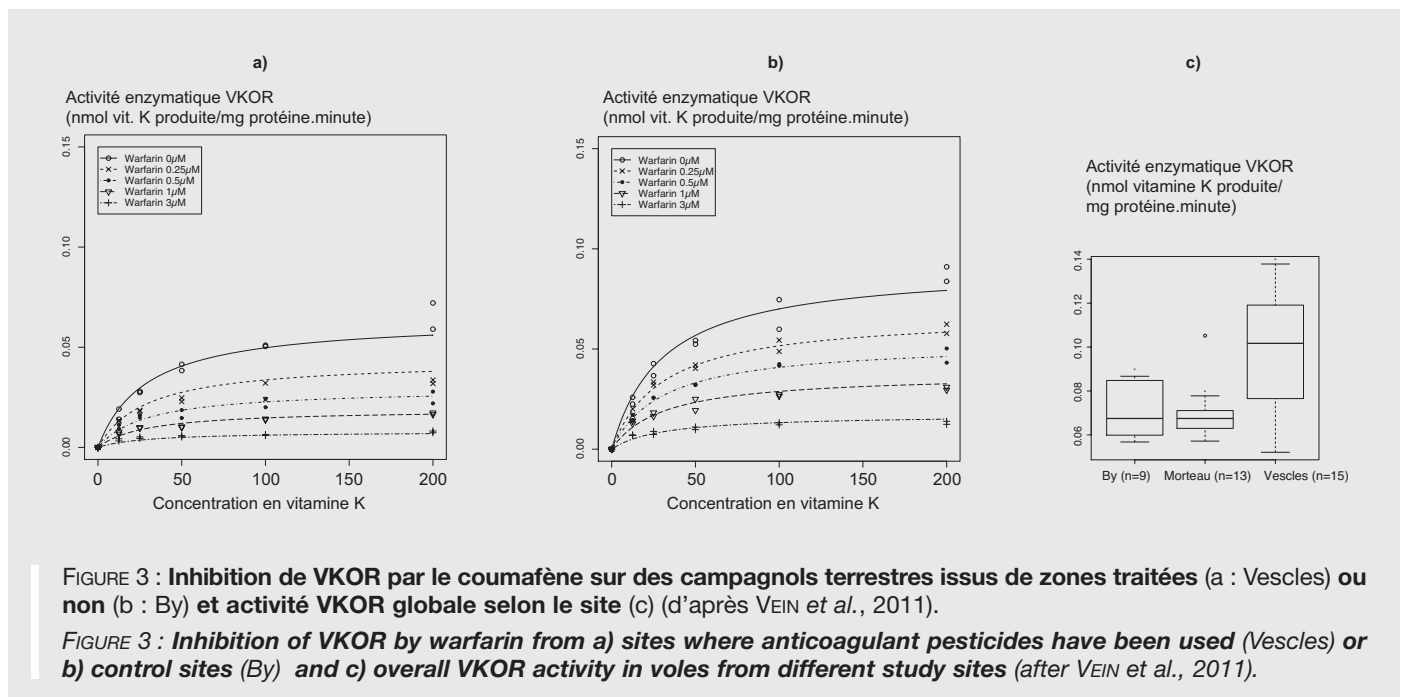 a)
Activité enzymatique VKOR
(nmol vit. K produite/mg protéine.minute)
0.15
0.10
0.05
0.00
Warfarin 0µM
Warfarin 0.25µM
Warfarin 0.5µM
Warfarin 1µM
Warfarin 3µM
0 50 100 150 200
Concentration en vitamine K
b)
Activité enzymatique VKOR
(nmol vit. K produite/mg protéine.minute)
0.15
0.10
0.05
0.00
Warfarin 0µM
Warfarin 0.25µM
Warfarin 0.5µM
Warfarin 1µM
Warfarin 3µM
0 50 100 150 200
Concentration en vitamine K
c)
Activité enzymatique VKOR
(nmol vitamine K produite/
mg protéine.minute)
0.14
0.12
0.10
0.08
0.06
By (n=9) Morteau (n=13) Vescles (n=15)
FIGURE 3 : Inhibition de VKOR par le coumafène sur des campagnols terrestres issus de zones traitées (a : Vescles) ou
non (b : By) et activité VKOR globale selon le site (c) (d'après VEIN et al., 2011).
FIGURE 3 : Inhibition of VKOR by warfarin from a) sites where anticoagulant pesticides have been used (Vescles) or
b) control sites (By) and c) overall VKOR activity in voles from different study sites (after VEIN et al., 2011).